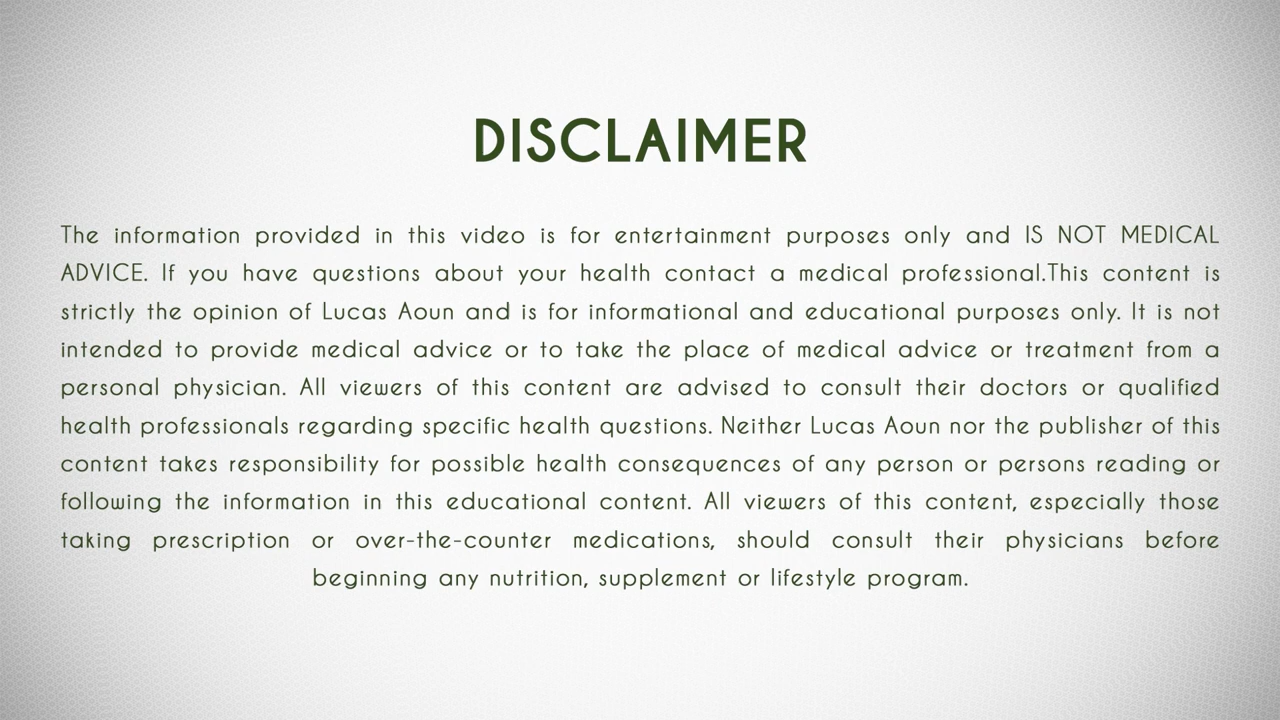 DISCLAIMER
The information provided in this video is for entertainment purposes only and IS NOT MEDICAL
ADVICE. If you have questions about your health contact a medical professional.This content is
strictly the opinion of Lucas Aoun and is for informational and educational purposes only. It is not
intended to provide medical advice or to take the place of medical advice or treatment from a
personal physician. All viewers of this content are advised to consult their doctors or qualified
health professionals regarding specific health questions. Neither Lucas Aoun nor the publisher of this
content takes responsibility for possible health consequences of any person or persons reading or
following the information in this educational content. All viewers of this content, especially those
taking prescription or over-the-counter medications, should consult their physicians before
beginning any nutrition, supplement or lifestyle program.